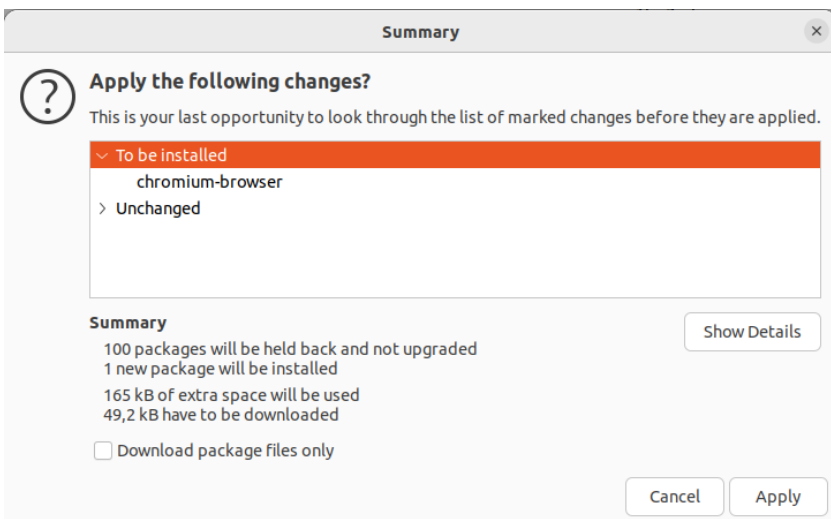 Summary
Apply the following changes?
This is your last opportunity to look through the list of marked changes before they are applied.
To be installed
chromium-browser
Unchanged
Summary
100 packages will be held back and not upgraded
1 new package will be installed
165 kB of extra space will be used
49,2 kB have to be downloaded
Show Details
Download package files only
Cancel
Apply